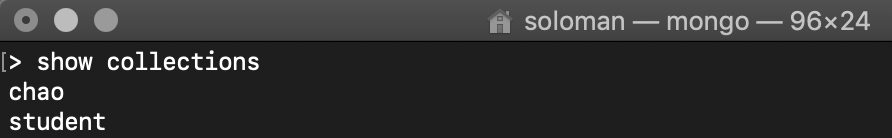 soloman — mongo — 96×24
[> show collections
chao
student